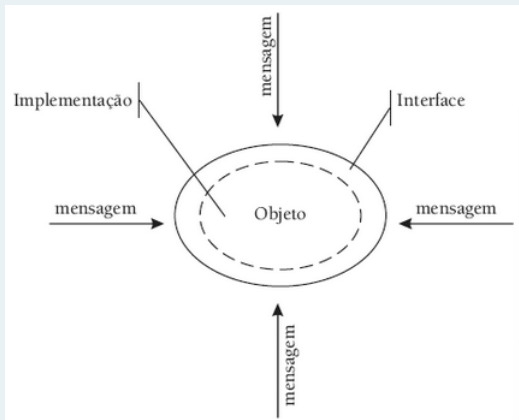 mensagem
Implementação
Interface
mensagem
Objeto
mensagem
mensagem